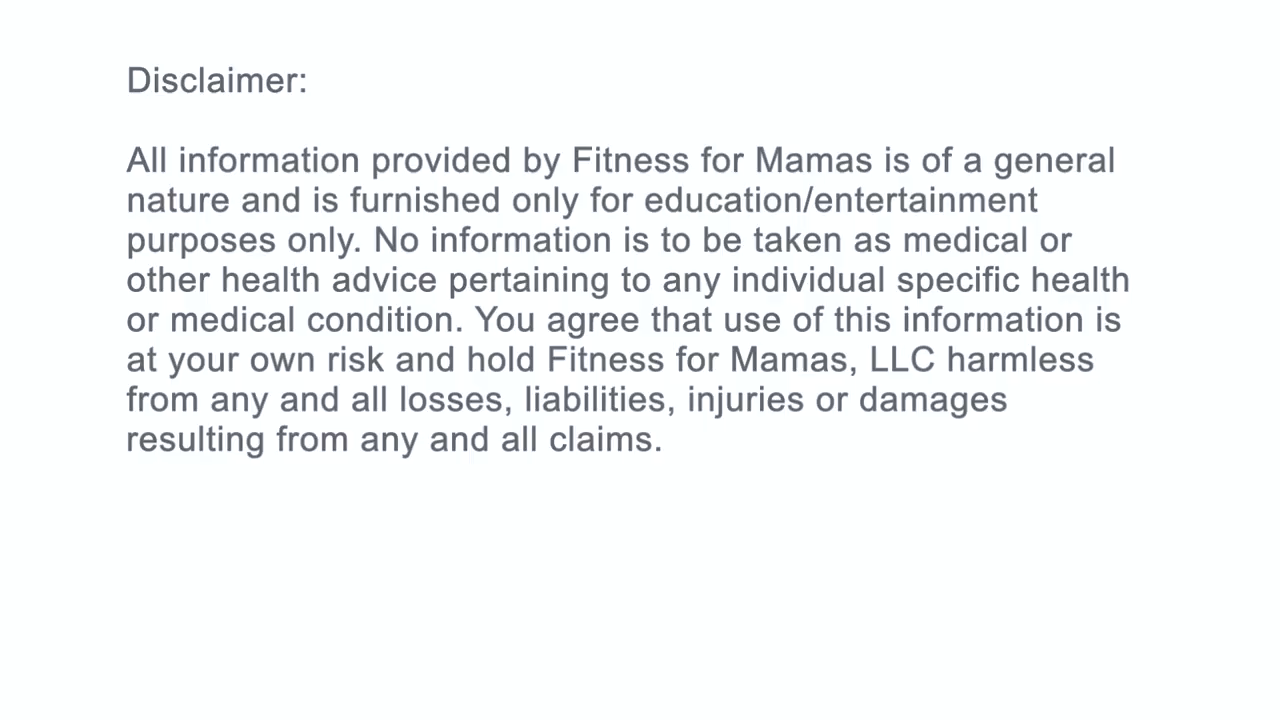 Disclaimer:
All information provided by Fitness for Mamas is of a general
nature and is furnished only for education/entertainment
purposes only. No information is to be taken as medical or
other health advice pertaining to any individual specific health
or medical condition. You agree that use of this information is
at your own risk and hold Fitness for Mamas, LLC harmless
from any and all losses, liabilities, injuries or damages
resulting from any and all claims.